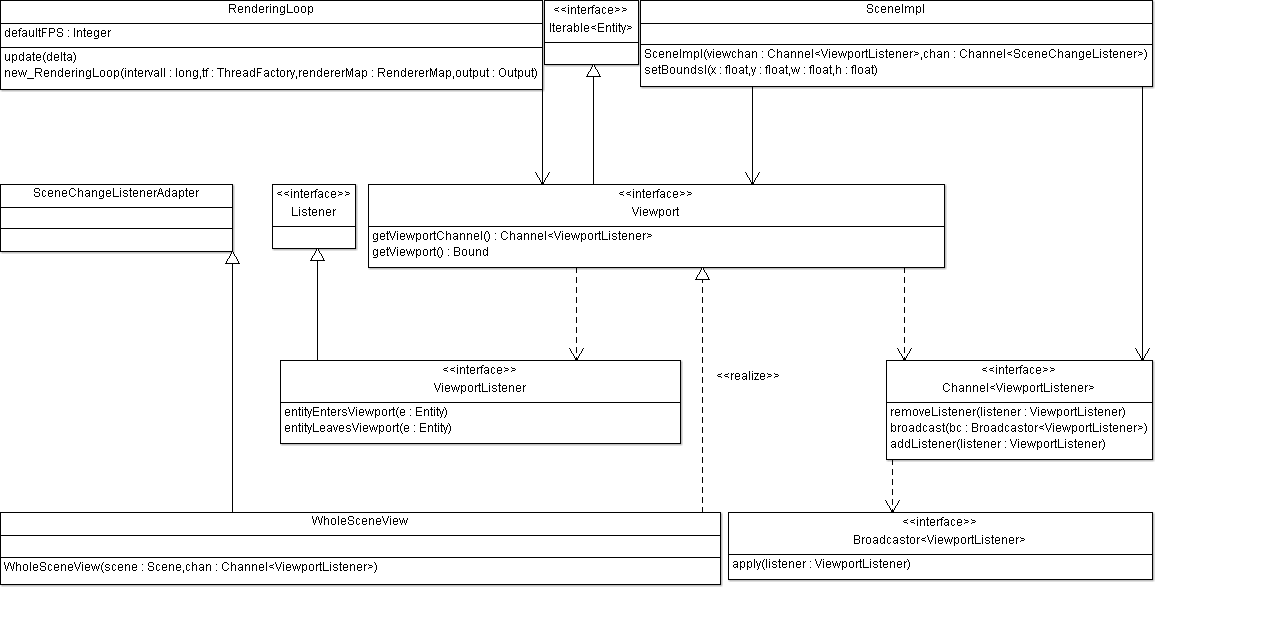 RenderingLoop
defaultFPS : Integer
update(delta)
new_RenderingLoop(intervall : long,tf : ThreadFactory,rendererMap : RendererMap,output : Output)
<<interface>>
Iterable<Entity>
SceneImpl
SceneImpl(viewchan : Channel<ViewportListener>,chan : Channel<SceneChangeListener>)
setBoundsI(x : float,y : float,w : float,h : float)
SceneChangeListenerAdapter
<<interface>>
Listener
<<interface>>
Viewport
getViewportChannel() : Channel<ViewportListener>
getViewport() : Bound
<<interface>>
ViewportListener
entityEntersViewport(e : Entity)
entityLeavesViewport(e : Entity)
<<realize>>
<<interface>>
Channel<ViewportListener>
removeListener(listener : ViewportListener)
broadcast(bc : Broadcastor<ViewportListener>)
addListener(listener : ViewportListener)
WholeSceneView
WholeSceneView(scene : Scene,chan : Channel<ViewportListener>)
<<interface>>
Broadcastor<ViewportListener>
apply(listener : ViewportListener)